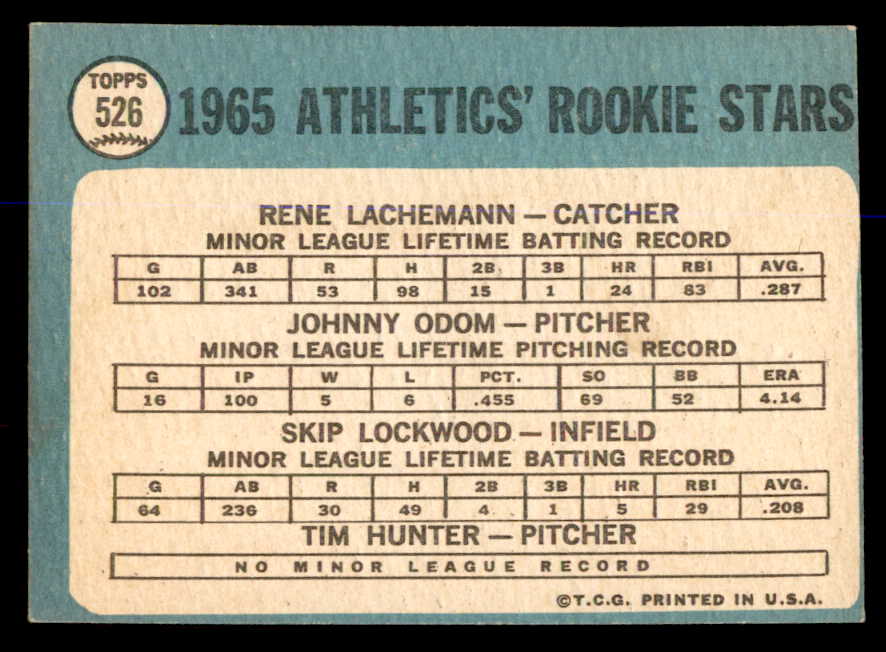 TOPPS
526
1965 ATHLETICS' ROOKIE STARS
RENE LACHEMANN — CATCHER
MINOR LEAGUE LIFETIME BATTING RECORD
G AB R H 2B 3B HR RBI AVG.
102 341 53 98 15 1 24 83 .287
JOHNNY ODOM — PITCHER
MINOR LEAGUE LIFETIME PITCHING RECORD
G IP W L PCT. SO BB ERA
16 100 5 6 .455 69 52 4.14
SKIP LOCKWOOD — INFIELD
MINOR LEAGUE LIFETIME BATTING RECORD
G AB R H 2B 3B HR RBI AVG.
64 236 30 49 4 1 5 29 .208
TIM HUNTER — PITCHER
NO MINOR LEAGUE RECORD
©T.C.G. PRINTED IN U.S.A.